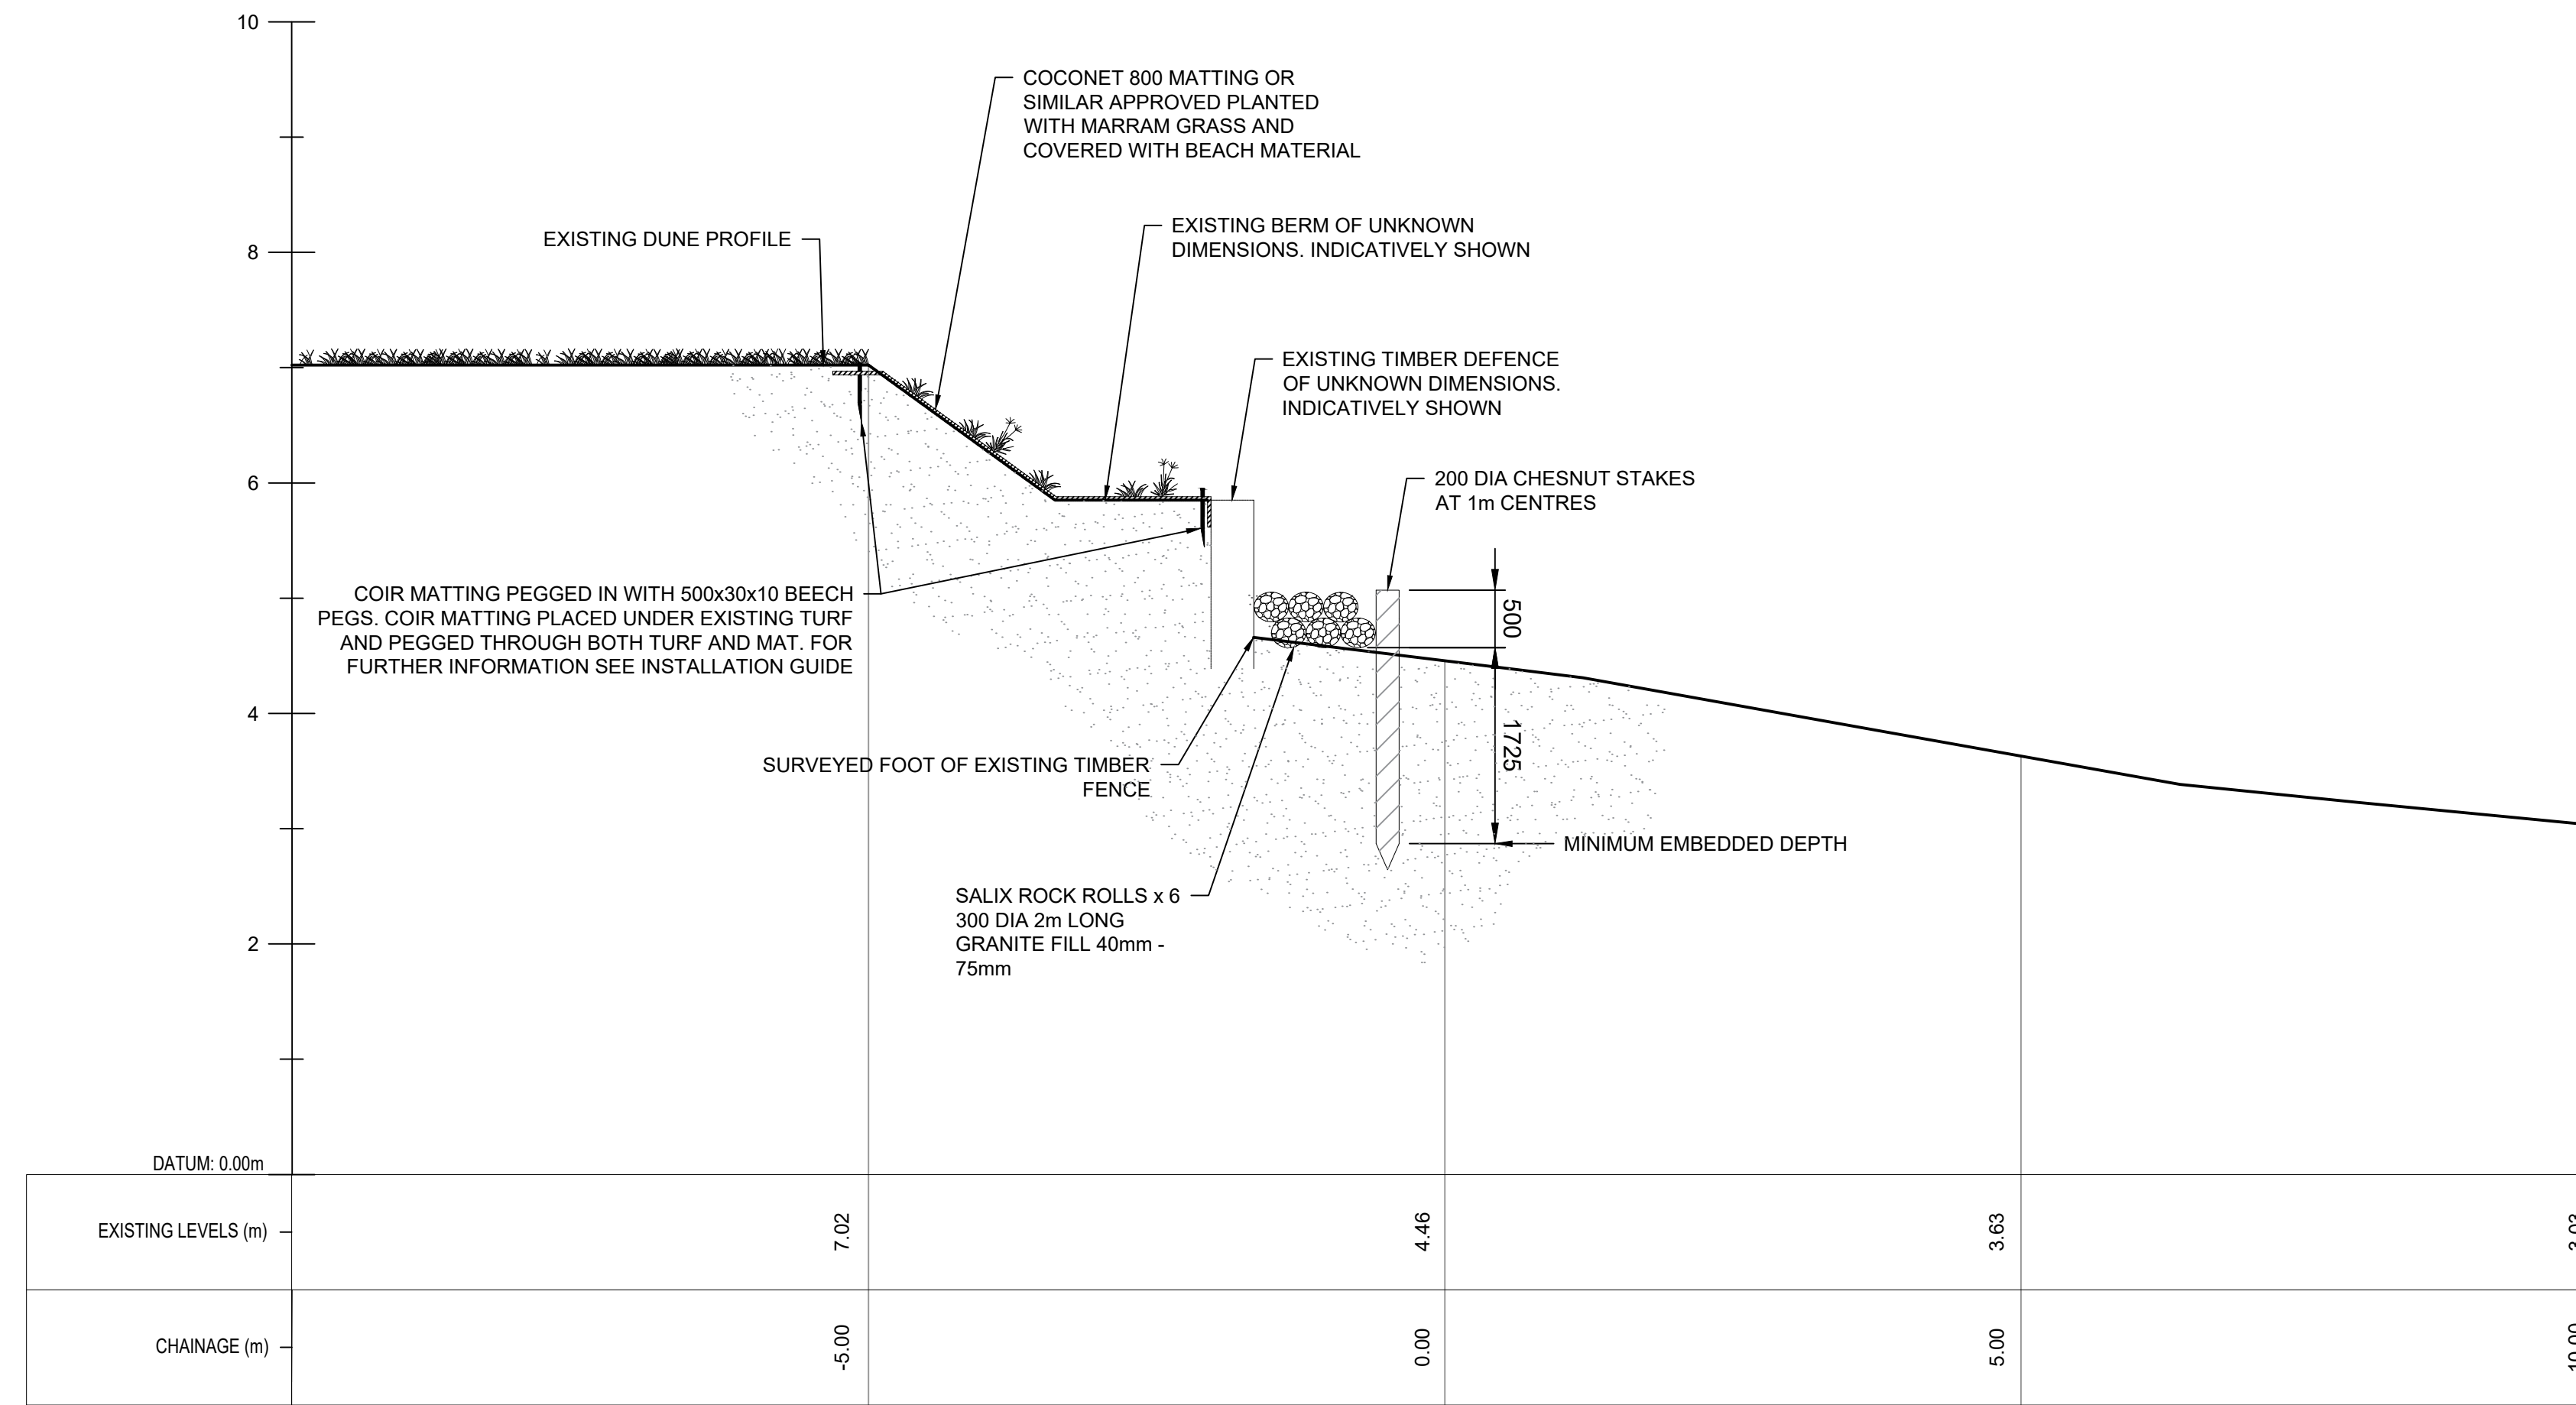 10
COCONET 800 MATTING OR
SIMILAR APPROVED PLANTED
WITH MARRAM GRASS AND
COVERED WITH BEACH MATERIAL
EXISTING DUNE PROFILE
EXISTING BERM OF UNKNOWN
DIMENSIONS. INDICATIVELY SHOWN
8
EXISTING TIMBER DEFENCE
OF UNKNOWN DIMENSIONS.
INDICATIVELY SHOWN
6
200 DIA CHESNUT STAKES
AT 1m CENTRES
COIR MATTING PEGGED IN WITH 500x30x10 BEECH
PEGS. COIR MATTING PLACED UNDER EXISTING TURF
AND PEGGED THROUGH BOTH TURF AND MAT. FOR
FURTHER INFORMATION SEE INSTALLATION GUIDE
500
4
1725
SURVEYED FOOT OF EXISTING TIMBER
FENCE
MINIMUM EMBEDDED DEPTH
SALIX ROCK ROLLS x 6
300 DIA 2m LONG
GRANITE FILL 40mm -
75mm
2
DATUM: 0.00m
EXISTING LEVELS (m)
7.02
4.46
3.63
3.03
CHAINAGE (m)
-5.00
0.00
5.00
10.00